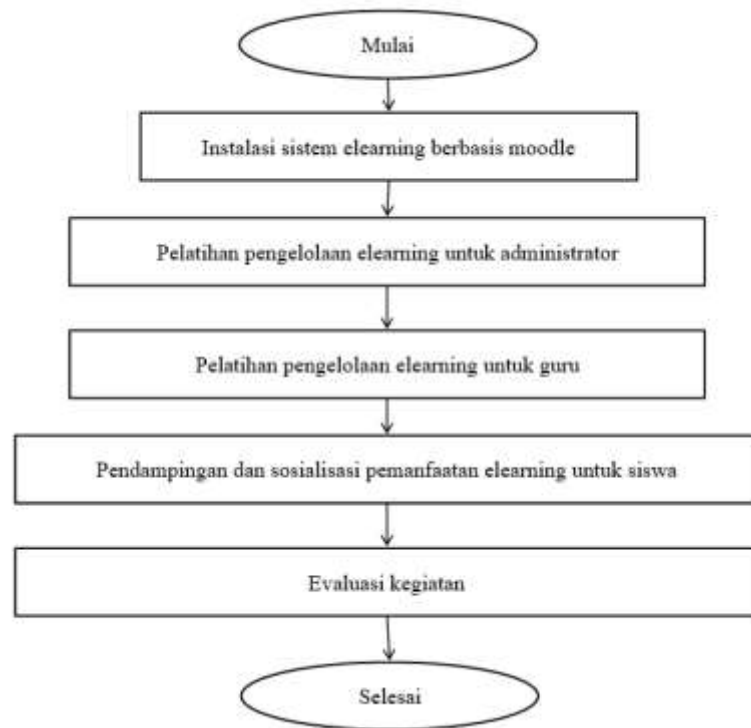 Mulai
Instalasi sistem elearning berbasis moodle
Pelatihan pengelolaan elearning untuk administrator
Pelatihan pengelolaan elearning untuk guru
Pendampingan dan sosialisasi pemanfaatan elearning untuk siswa
Evaluasi kegiatan
Selesai